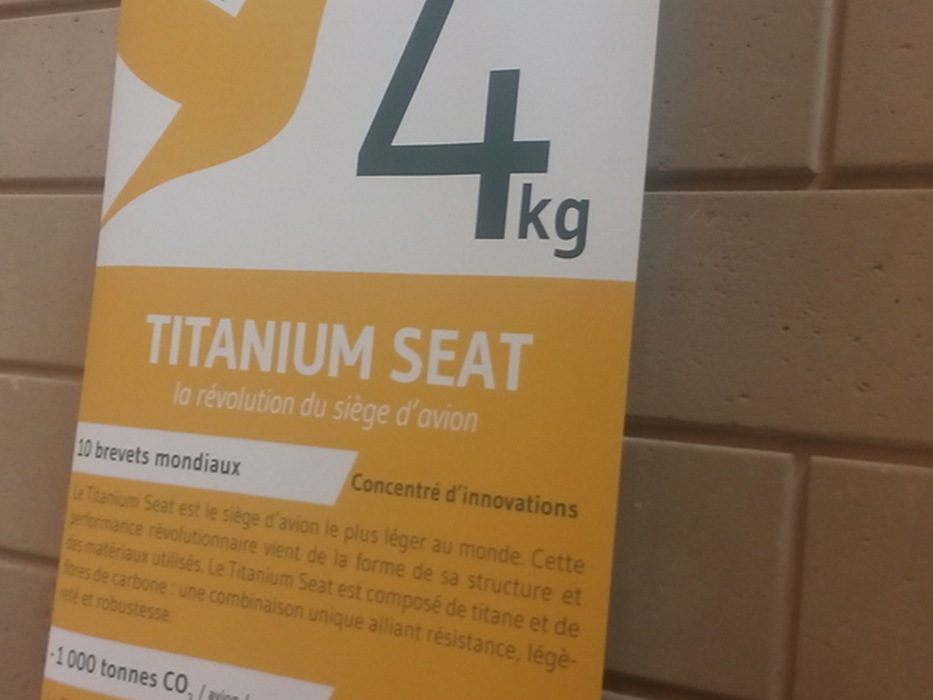 4kg
TITANIUM SEAT
la révolution du siège d'avion
10 brevets mondiaux
Concentré d'innovations
Le Titanium Seat est le siège d'avion le plus léger au monde. Cette
performance révolutionnaire vient de la forme de sa structure et
des matériaux utilisés. Le Titanium Seat est composé de titane et de
fibres de carbone : une combinaison unique alliant résistance, légè-
reté et robustesse.
-1 000 tonnes CO₂ / avion /